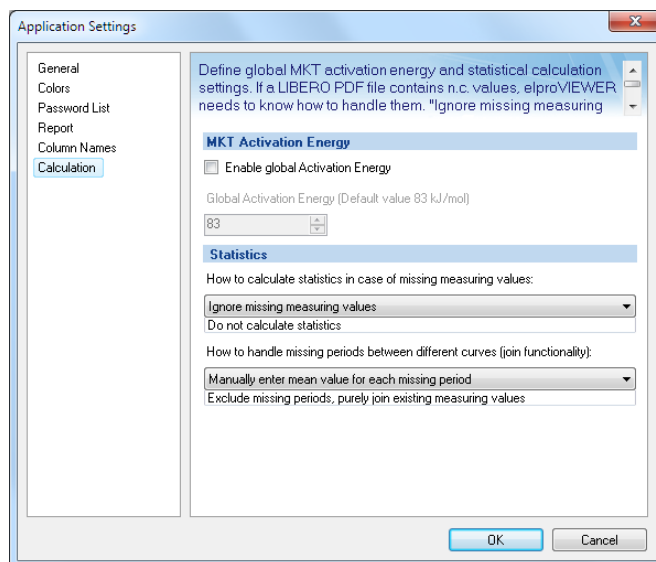 Application Settings
General
Colors
Password List
Report
Column Names
Calculation
Define global MKT activation energy and statistical calculation
settings. If a LIBERO PDF file contains n.c. values, elproVIEWER
needs to know how to handle them. "Ignore missing measuring
MKT Activation Energy
Enable global Activation Energy
Global Activation Energy (Default value 83 kJ/mol)
83
Statistics
How to calculate statistics in case of missing measuring values:
Ignore missing measuring values
Do not calculate statistics
How to handle missing periods between different curves (join functionality):
Manually enter mean value for each missing period
Exclude missing periods, purely join existing measuring values
OK
Cancel